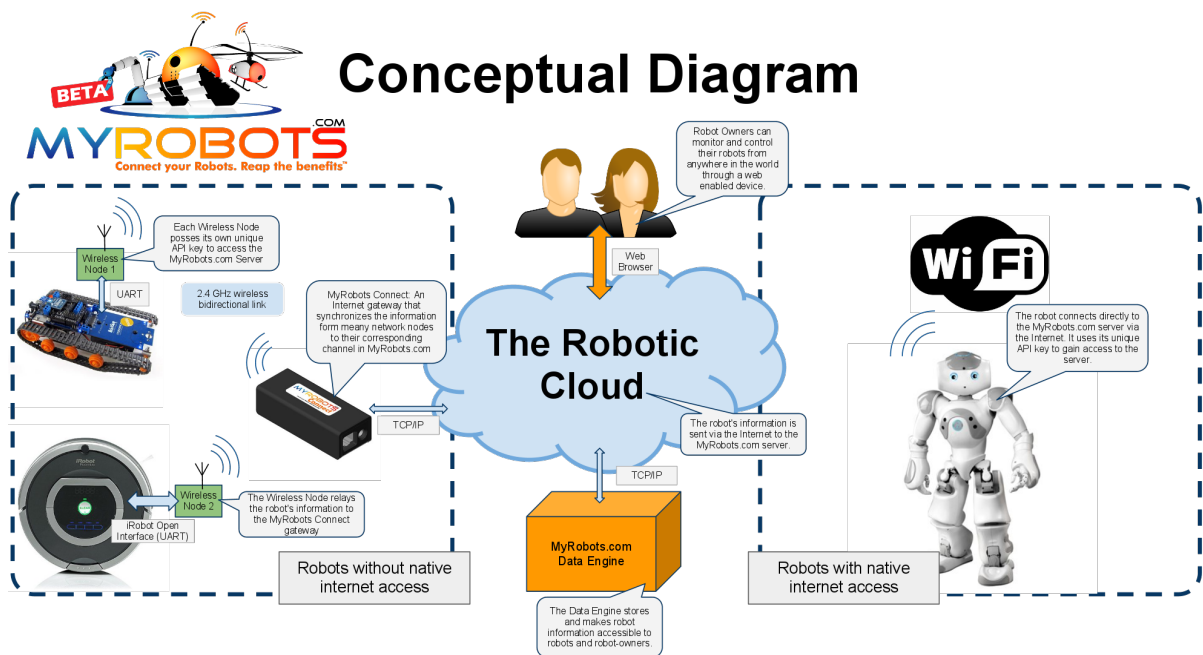 BETA
MYROBOTS
.COM
Connect your Robots. Reap the benefits™
Conceptual Diagram
Robot Owners can
monitor and control
their robots from
anywhere in the world
through a web
enabled device.
Each Wireless Node
posses its own unique
API key to access the
MyRobots.com Server
Wireless
Node 1
UART
2.4 GHz wireless
bidirectional link
MyRobots Connect: An
Internet gateway that
synchronizes the information
form meany network nodes
to their corresponding
channel in MyRobots.com
MYROBOTS
Connect
TCP/IP
iRobot
Wireless
Node 2
iRobot Open
Interface (UART)
The Wireless Node relays
the robot's information to
the MyRobots Connect
gateway
Robots without native
internet access
Web
Browser
The Robotic
Cloud
The robot's information is
sent via the Internet to the
MyRobots.com server.
TCP/IP
MyRobots.com
Data Engine
The Data Engine stores
and makes robot
information accessible to
robots and robot-owners.
Wi Fi
The robot connects directly to
the MyRobots.com server via
the Internet. It uses its unique
API key to gain access to the
server.
Robots with native
internet access